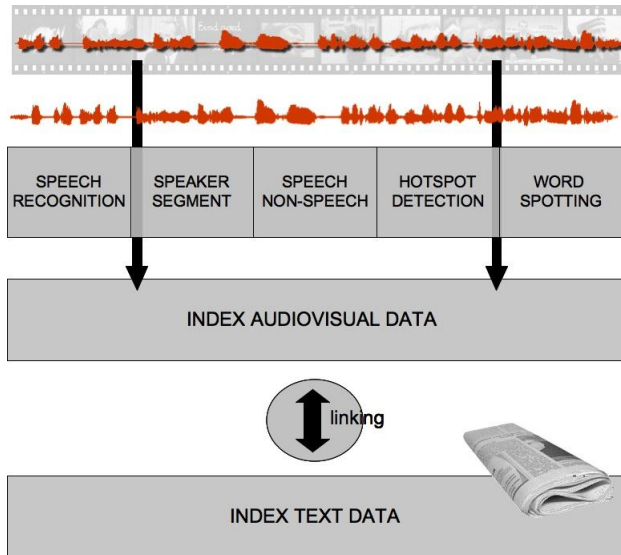 SPEECH
RECOGNITION
SPEAKER
SEGMENT
SPEECH
NON-SPEECH
HOTSPOT
DETECTION
WORD
SPOTTING
INDEX AUDIOVISUAL DATA
linking
INDEX TEXT DATA